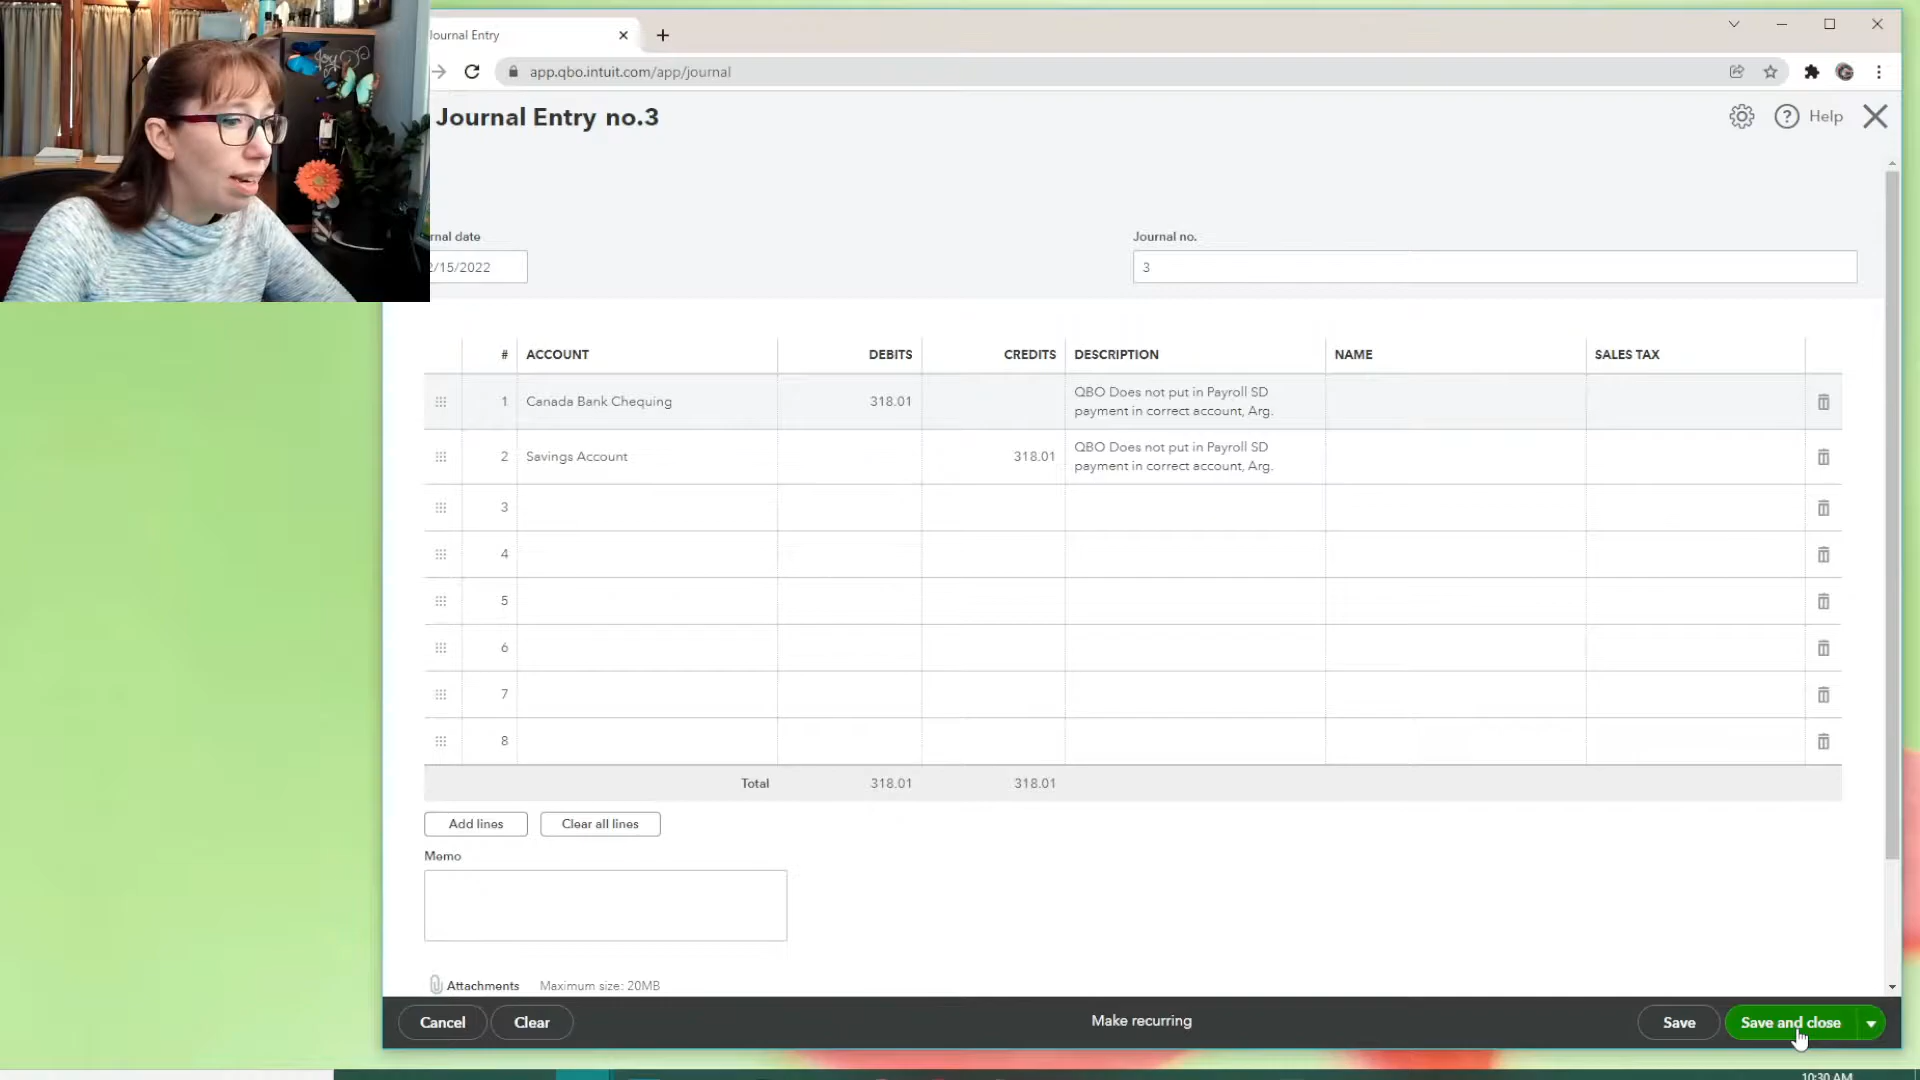 Journal Entry
app.qbo.intuit.com/app/journal
Journal Entry no.3
Help
rnal date
Journal no.
2/15/2022
3
# ACCOUNT DEBITS CREDITS DESCRIPTION NAME SALES TAX
1 Canada Bank Chequing 318.01 QBO Does not put in Payroll SD
payment in correct account, Arg.
2 Savings Account 318.01 QBO Does not put in Payroll SD
payment in correct account, Arg.
3
4
5
6
7
8
Total 318.01 318.01
Add lines Clear all lines
Memo
Attachments Maximum size: 20MB
Cancel Clear Make recurring Save Save and close
10:30 AM